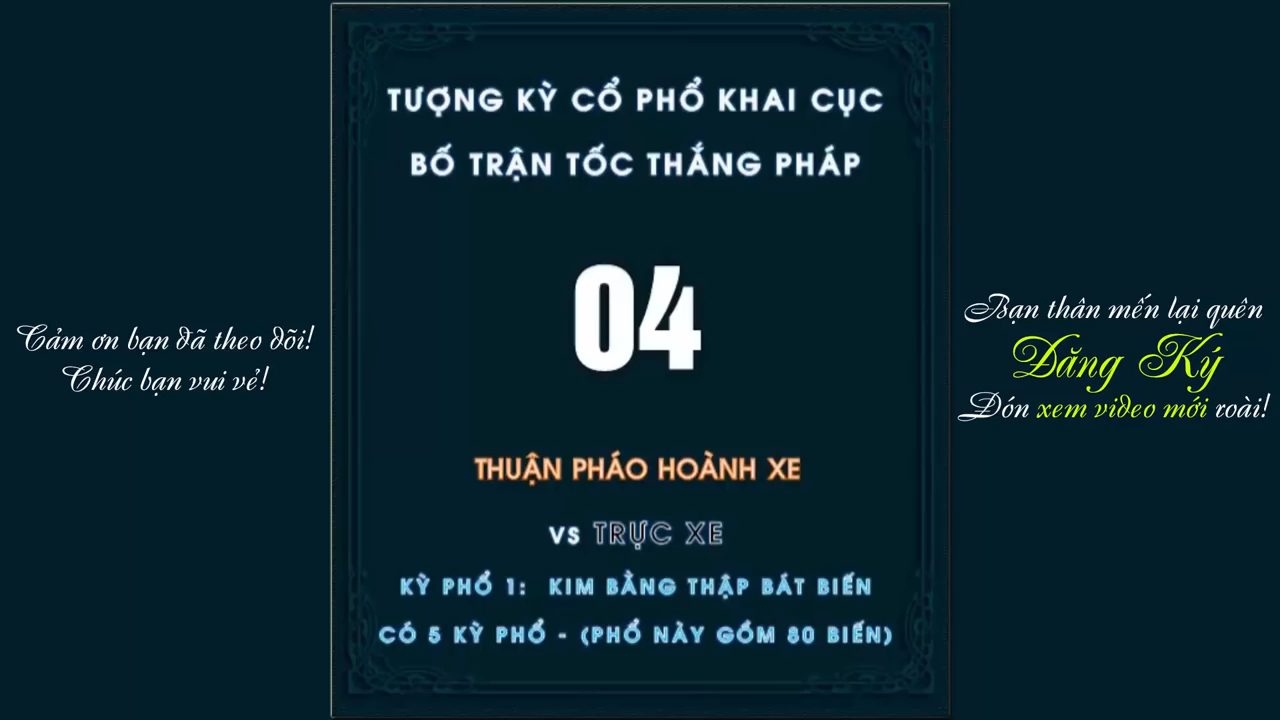 TƯỢNG KỲ CỔ PHỔ KHAI CỤC
BỐ TRẬN TỐC THẮNG PHÁP
04
THUẬN PHÁO HOÀNH XE
VS TRỰC XE
KỲ PHỔ 1: KIM BẰNG THẬP BÁT BIẾN
CÓ 5 KỲ PHỔ - (PHỔ NÀY GỒM 80 BIẾN)
Cảm ơn bạn đã theo dõi!
Chúc bạn vui vẻ!
Bạn thân mến lại quên
Đăng Ký
Đón xem video mới roài!